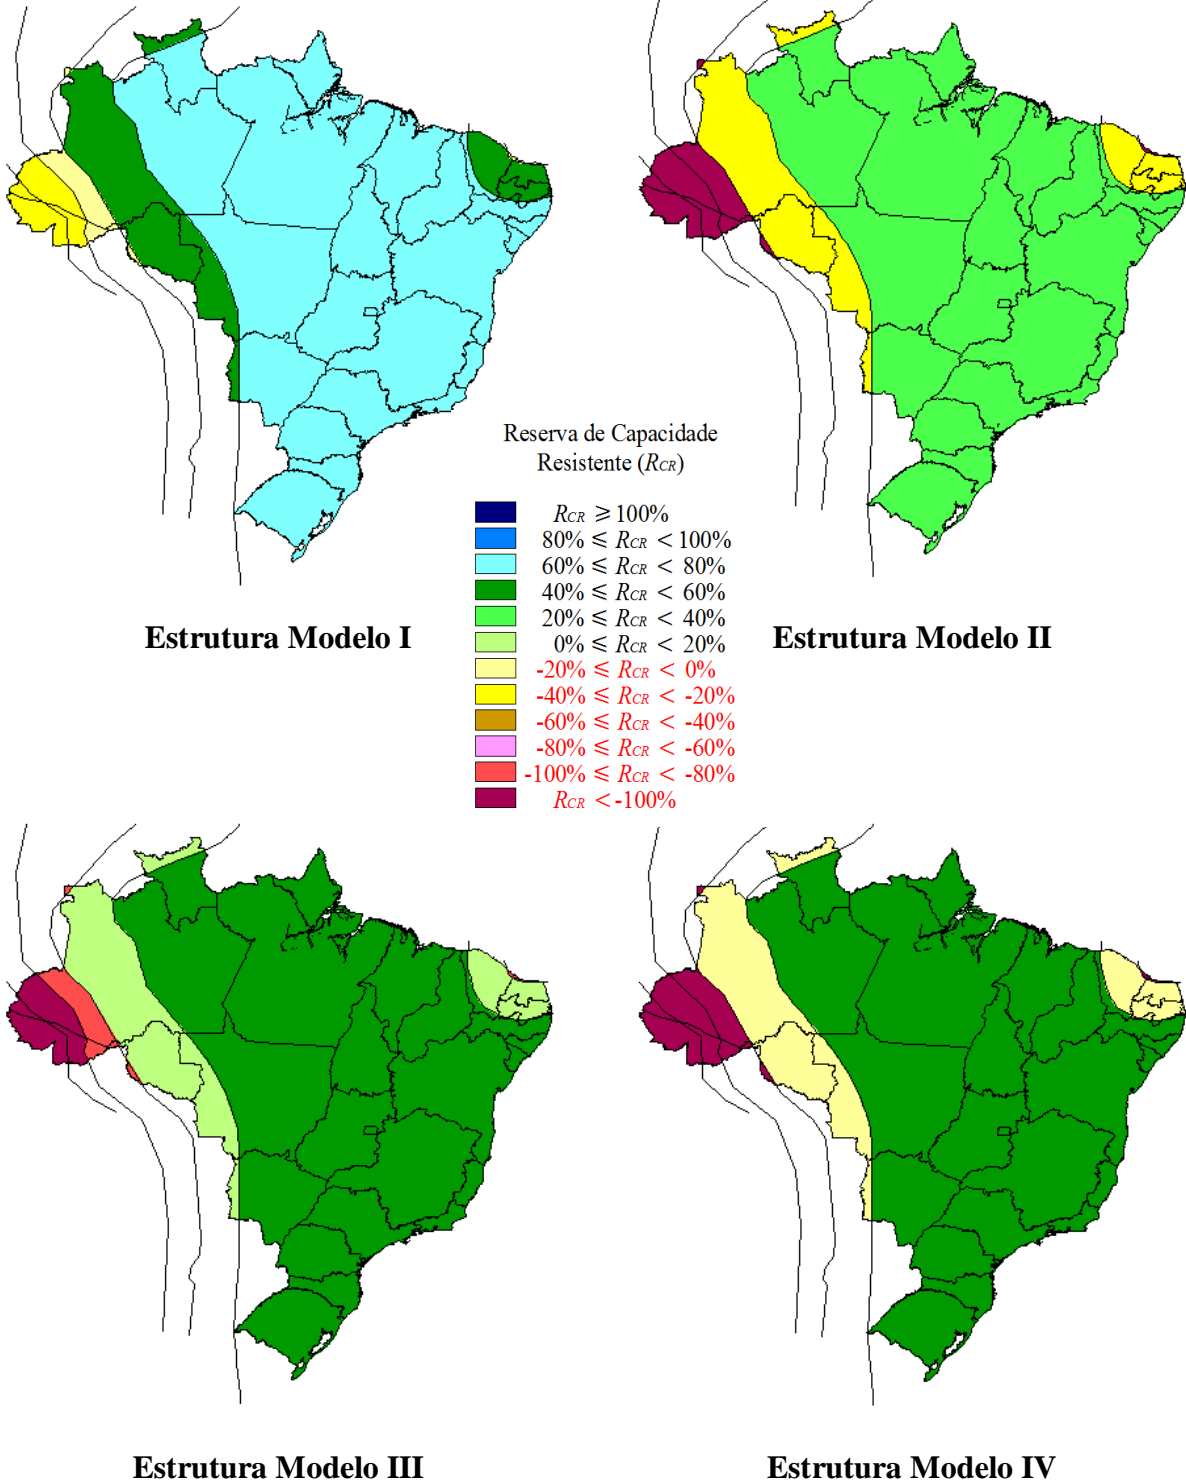 Reserva de Capacidade
Resistente (RCR)
RCR ⩾ 100%
80% ⩽ RCR < 100%
60% ⩽ RCR < 80%
40% ⩽ RCR < 60%
20% ⩽ RCR < 40%
0% ⩽ RCR < 20%
-20% ⩽ RCR < 0%
-40% ⩽ RCR < -20%
-60% ⩽ RCR < -40%
-80% ⩽ RCR < -60%
-100% ⩽ RCR < -80%
RCR < -100%
Estrutura Modelo I
Estrutura Modelo II
Estrutura Modelo III
Estrutura Modelo IV